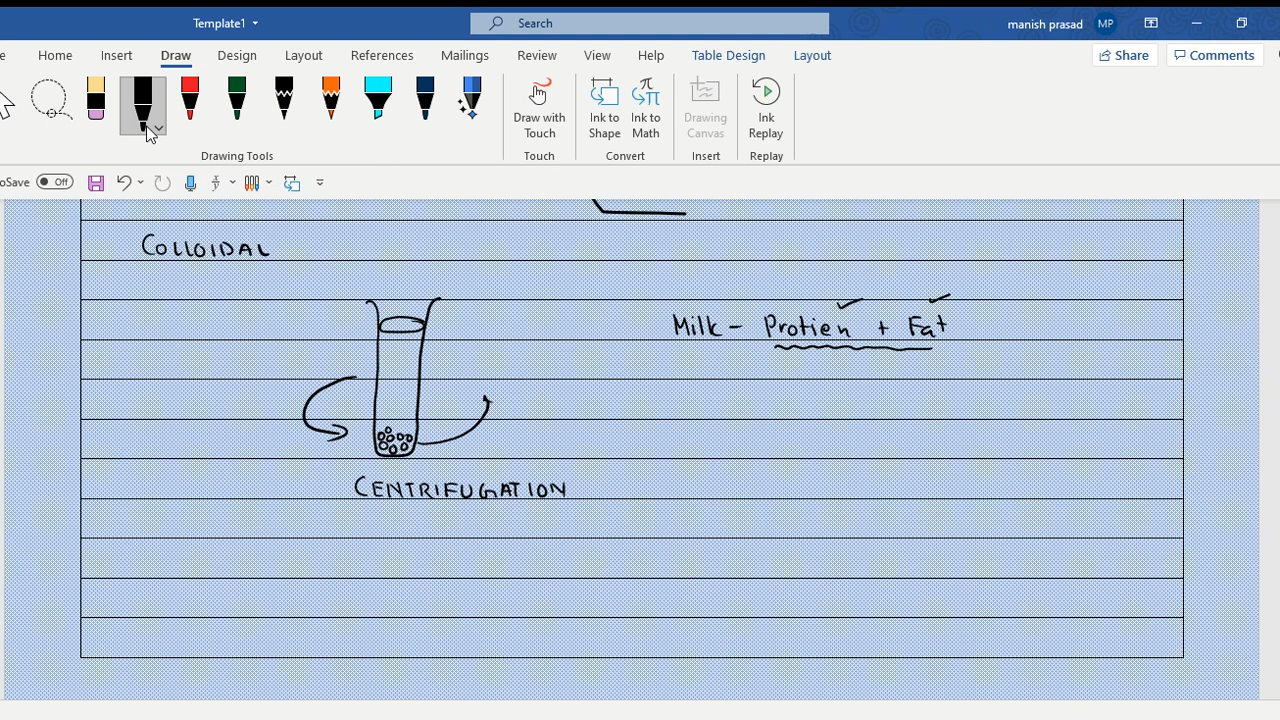 Template1
Search
manish prasad
MP
Home Insert Draw Design Layout References Mailings Review View Help Table Design Layout
Share
Comments
Draw with Touch
Ink to Shape
Ink to Math
Drawing Canvas
Ink Replay
Drawing Tools
Touch
Convert
Insert
Replay
oSave Off
COLLOIDAL
Milk - Protien + Fat
CENTRIFUGATION